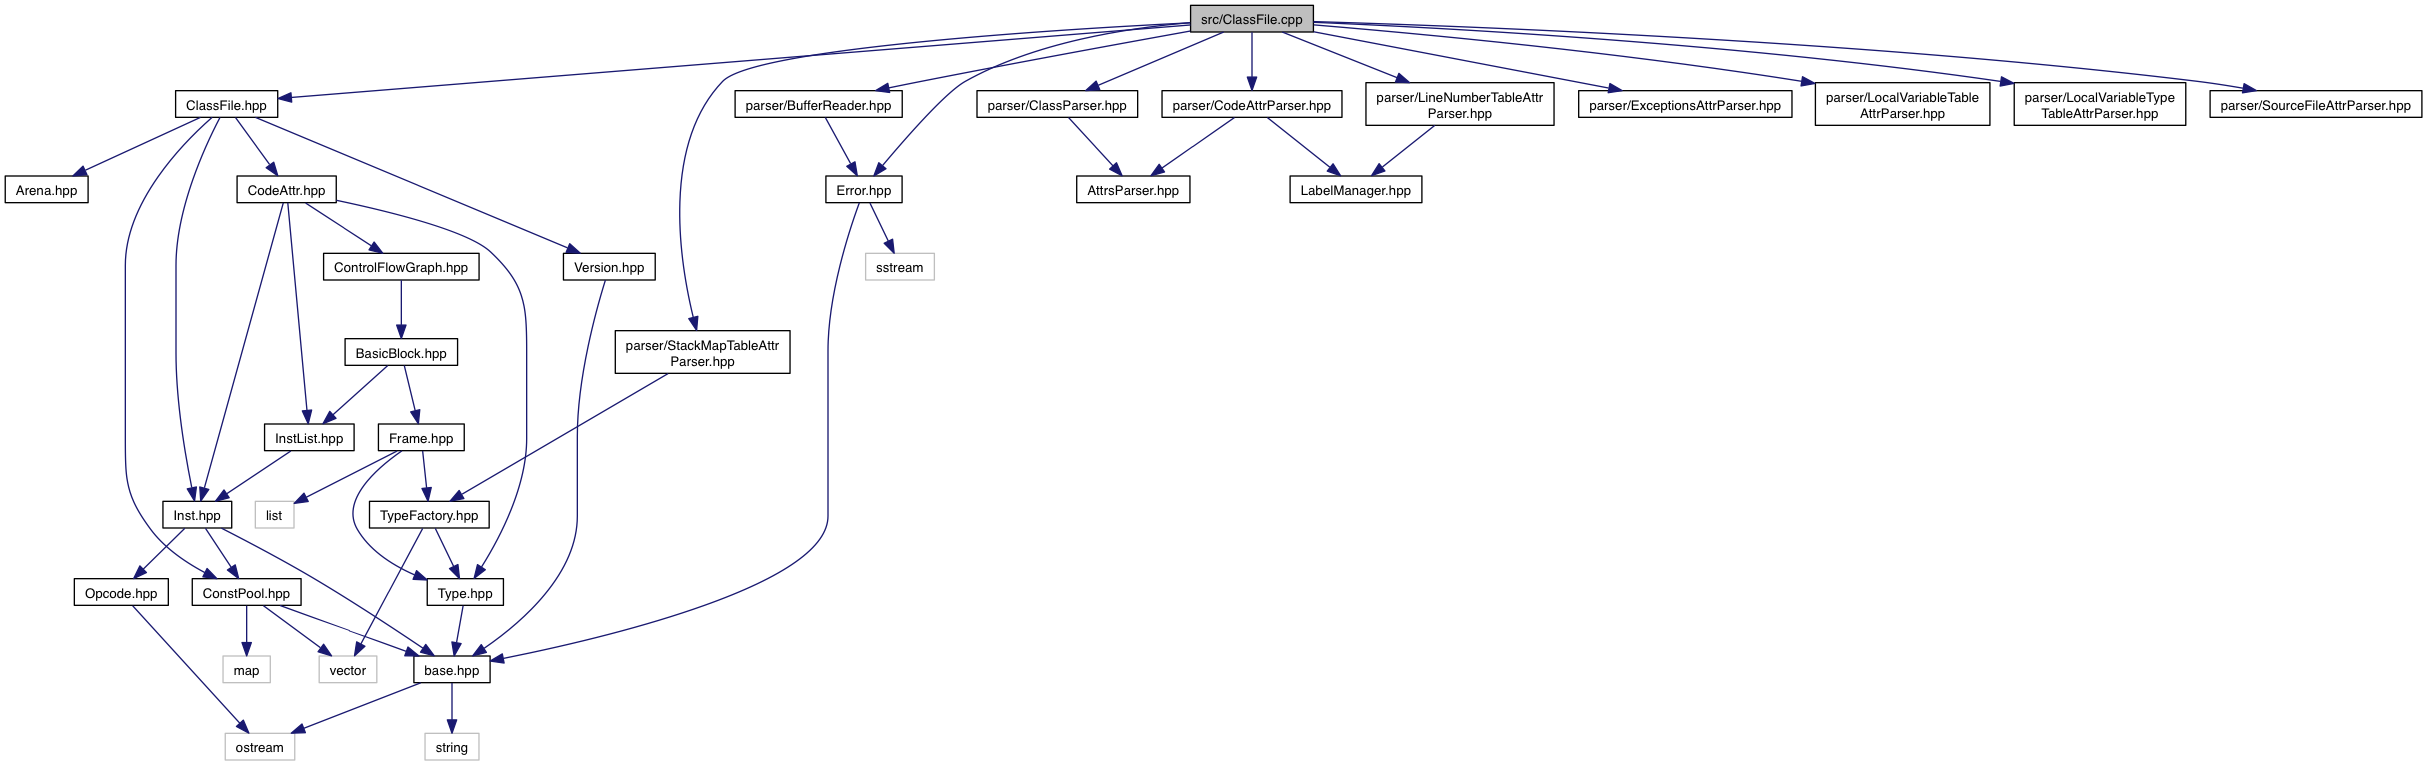 src/ClassFile.cpp
ClassFile.hpp
parser/BufferReader.hpp
parser/ClassParser.hpp
parser/CodeAttrParser.hpp
parser/LineNumberTableAttr
Parser.hpp
parser/ExceptionsAttrParser.hpp
parser/LocalVariableTable
AttrParser.hpp
parser/LocalVariableType
TableAttrParser.hpp
parser/SourceFileAttrParser.hpp
Arena.hpp
CodeAttr.hpp
Error.hpp
AttrsParser.hpp
LabelManager.hpp
ControlFlowGraph.hpp
Version.hpp
sstream
BasicBlock.hpp
parser/StackMapTableAttr
Parser.hpp
InstList.hpp
Frame.hpp
Inst.hpp
list
TypeFactory.hpp
Opcode.hpp
ConstPool.hpp
Type.hpp
map
vector
base.hpp
ostream
string